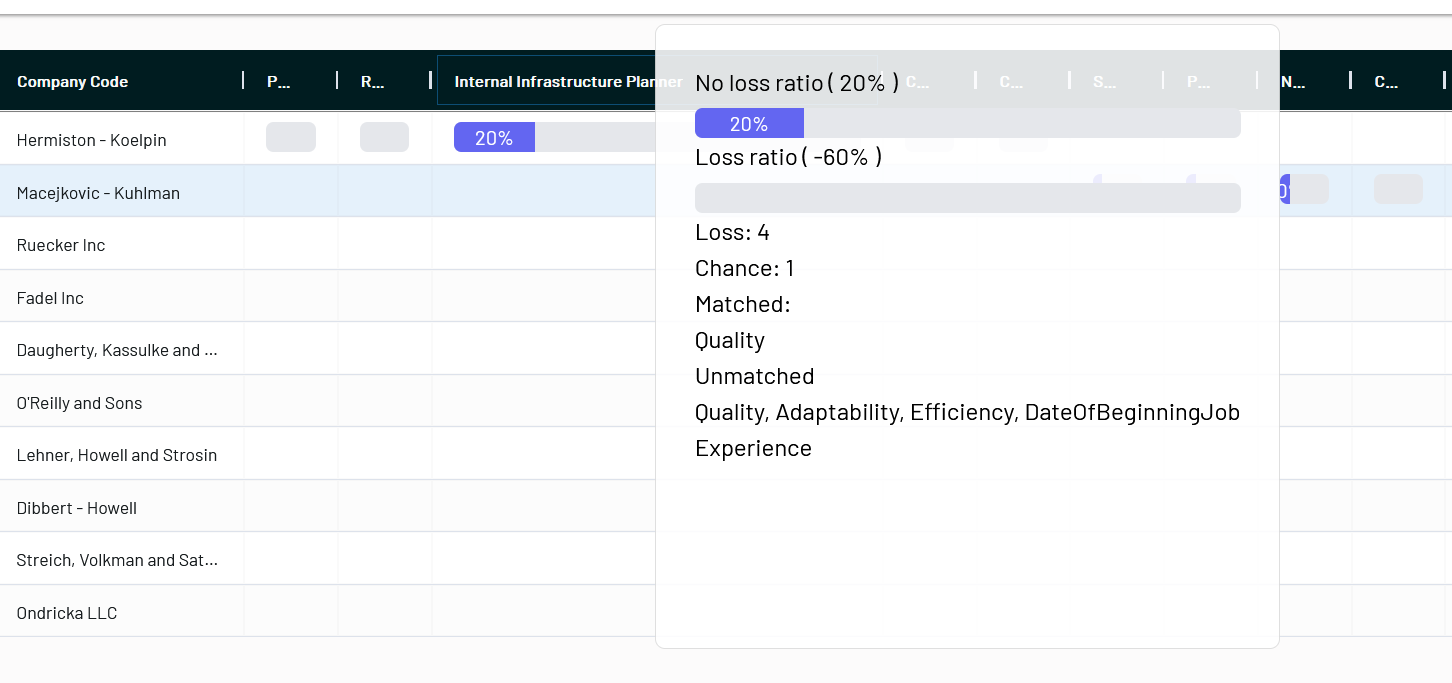 Company Code
P...
R...
Internal Infrastructure Planner
C...
C...
S...
P...
N...
C...
No loss ratio ( 20% )
20%
Loss ratio ( -60% )
Loss: 4
Chance: 1
Matched:
Quality
Unmatched
Quality, Adaptability, Efficiency, DateOfBeginningJob
Experience
Hermiston - Koelpin
20%
Macejkovic - Kuhlman
Ruecker Inc
Fadel Inc
Daugherty, Kassulke and ...
O'Reilly and Sons
Lehner, Howell and Strosin
Dibbert - Howell
Streich, Volkman and Sat...
Ondricka LLC